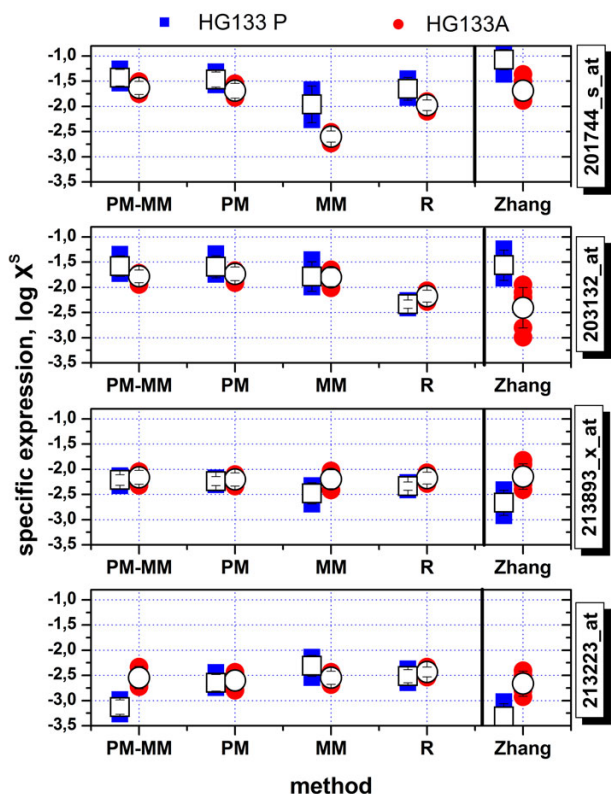 HG133 P HG133A
-1,0
-1,5
-2,0
-2,5
-3,0
-3,5
PM-MM PM MM R Zhang
201744_s_at
-1,0
-1,5
-2,0
-2,5
-3,0
-3,5
PM-MM PM MM R Zhang
203132_at
specific expression, log X^S
-1,0
-1,5
-2,0
-2,5
-3,0
-3,5
PM-MM PM MM R Zhang
213893_x_at
-1,0
-1,5
-2,0
-2,5
-3,0
-3,5
PM-MM PM MM R Zhang
213223_at
method